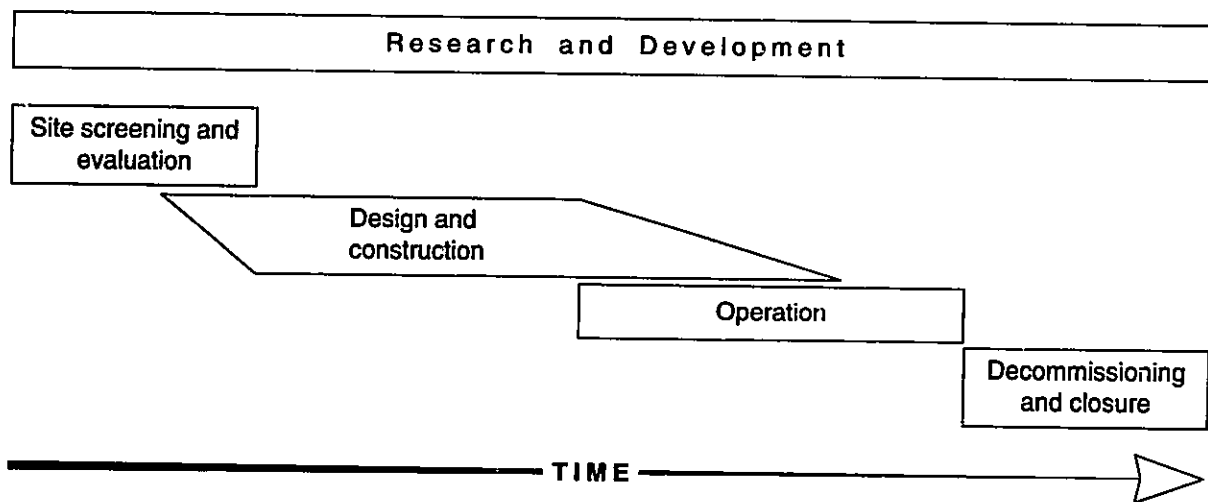 Research and Development
Site screening and
evaluation
Design and
construction
Operation
Decommissioning
and closure
TIME